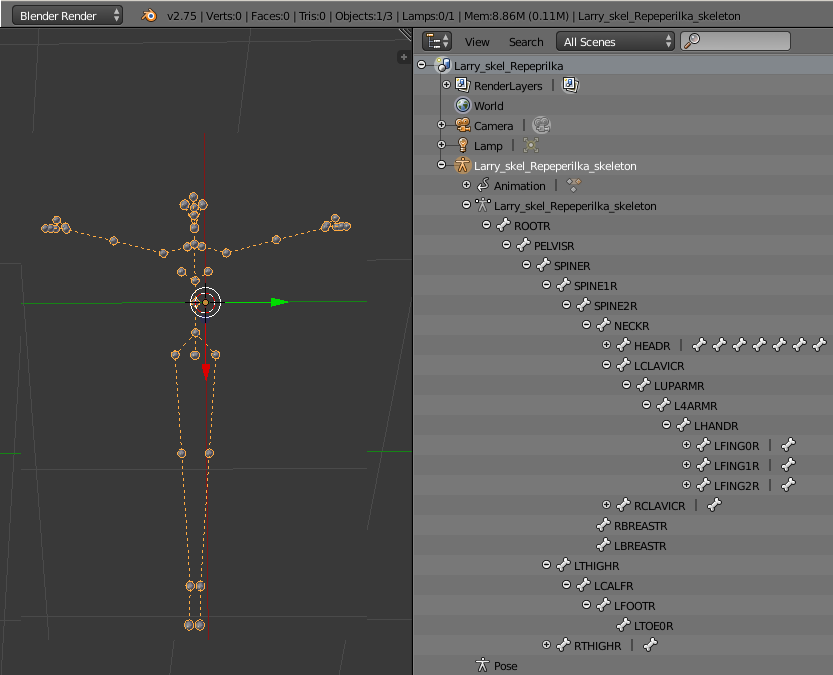 Blender Render v2.75 | Verts:0 | Faces:0 | Tris:0 | Objects:1/3 | Lamps:0/1 | Mem:8.86M (0.11M) | Larry_skel_Repeperilka_skeleton
View Search All Scenes
Larry_skel_Repeprilka
RenderLayers |
World
Camera |
Lamp |
Larry_skel_Repeperilka_skeleton
Animation |
Larry_skel_Repeperilka_skeleton
ROOTR
PELVISR
SPINER
SPINE1R
SPINE2R
NECKR
HEADR |
LCLAVICR
LUPARMR
L4ARMR
LHANDR
LFING0R |
LFING1R |
LFING2R |
RCLAVICR |
RBREASTR
LBREASTR
LTHIGHR
LCALFR
LFOOTR
LTOE0R
RTHIGHR |
Pose